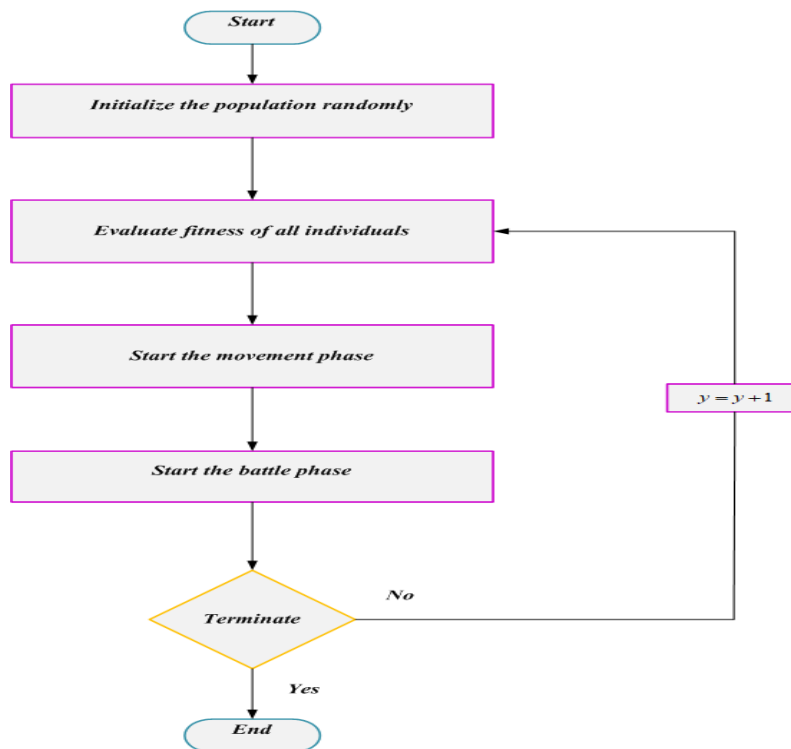 Start
Initialize the population randomly
Evaluate fitness of all individuals
Start the movement phase
y = y + 1
Start the battle phase
No
Terminate
Yes
End